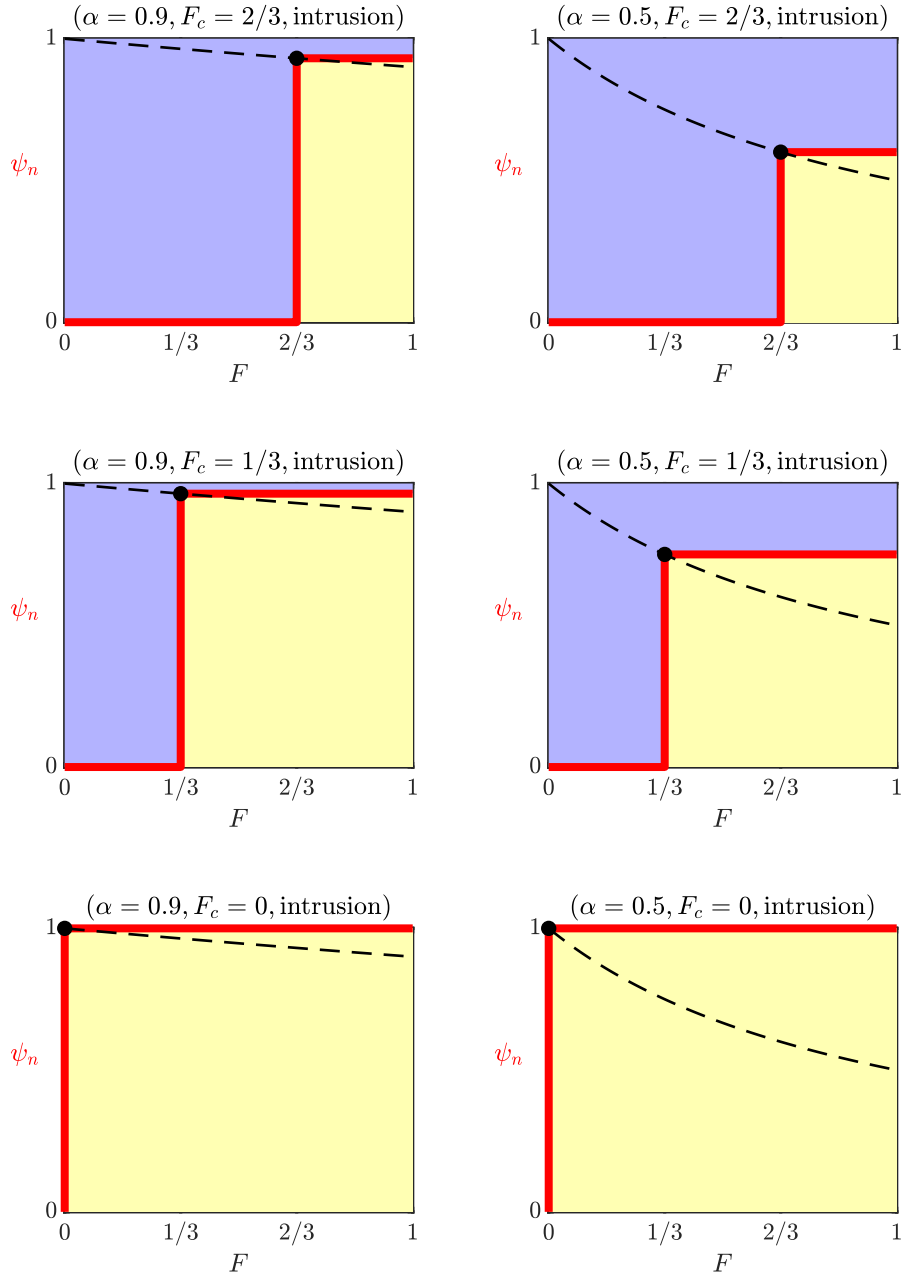 (α = 0.9, F_c = 2/3, intrusion)
1
ψ_n
0
0 1/3 2/3 1
F
(α = 0.5, F_c = 2/3, intrusion)
1
ψ_n
0
0 1/3 2/3 1
F
(α = 0.9, F_c = 1/3, intrusion)
1
ψ_n
0
0 1/3 2/3 1
F
(α = 0.5, F_c = 1/3, intrusion)
1
ψ_n
0
0 1/3 2/3 1
F
(α = 0.9, F_c = 0, intrusion)
1
ψ_n
0
0 1/3 2/3 1
F
(α = 0.5, F_c = 0, intrusion)
1
ψ_n
0
0 1/3 2/3 1
F